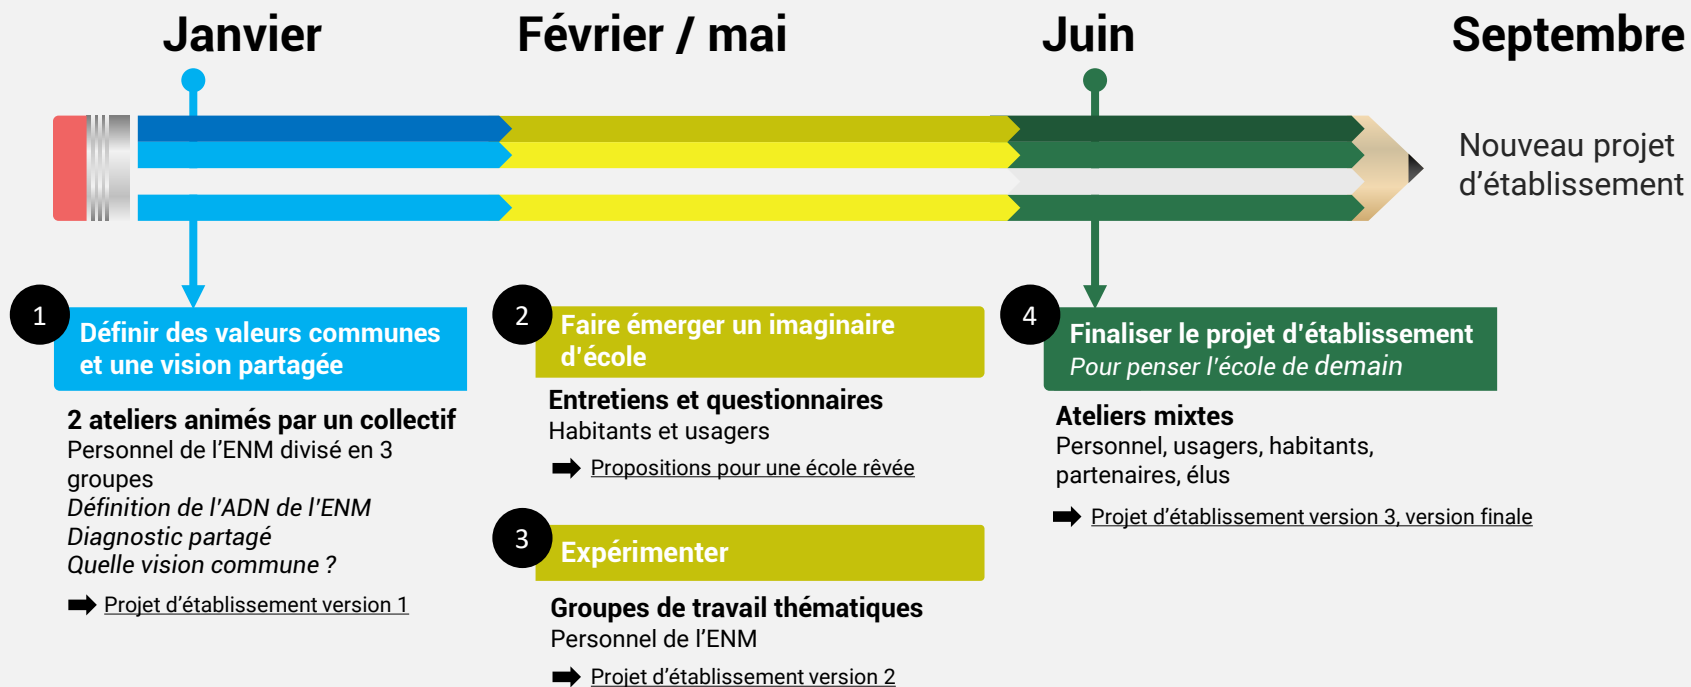 Janvier
Février / mai
Juin
Septembre
Nouveau projet
d’établissement
1
Définir des valeurs communes
et une vision partagée
2 ateliers animés par un collectif
Personnel de l’ENM divisé en 3
groupes
Définition de l’ADN de l’ENM
Diagnostic partagé
Quelle vision commune ?
Projet d’établissement version 1
2
Faire émerger un imaginaire
d’école
Entretiens et questionnaires
Habitants et usagers
Propositions pour une école rêvée
3
Expérimenter
Groupes de travail thématiques
Personnel de l’ENM
Projet d’établissement version 2
4
Finaliser le projet d’établissement
Pour penser l’école de demain
Ateliers mixtes
Personnel, usagers, habitants,
partenaires, élus
Projet d’établissement version 3, version finale